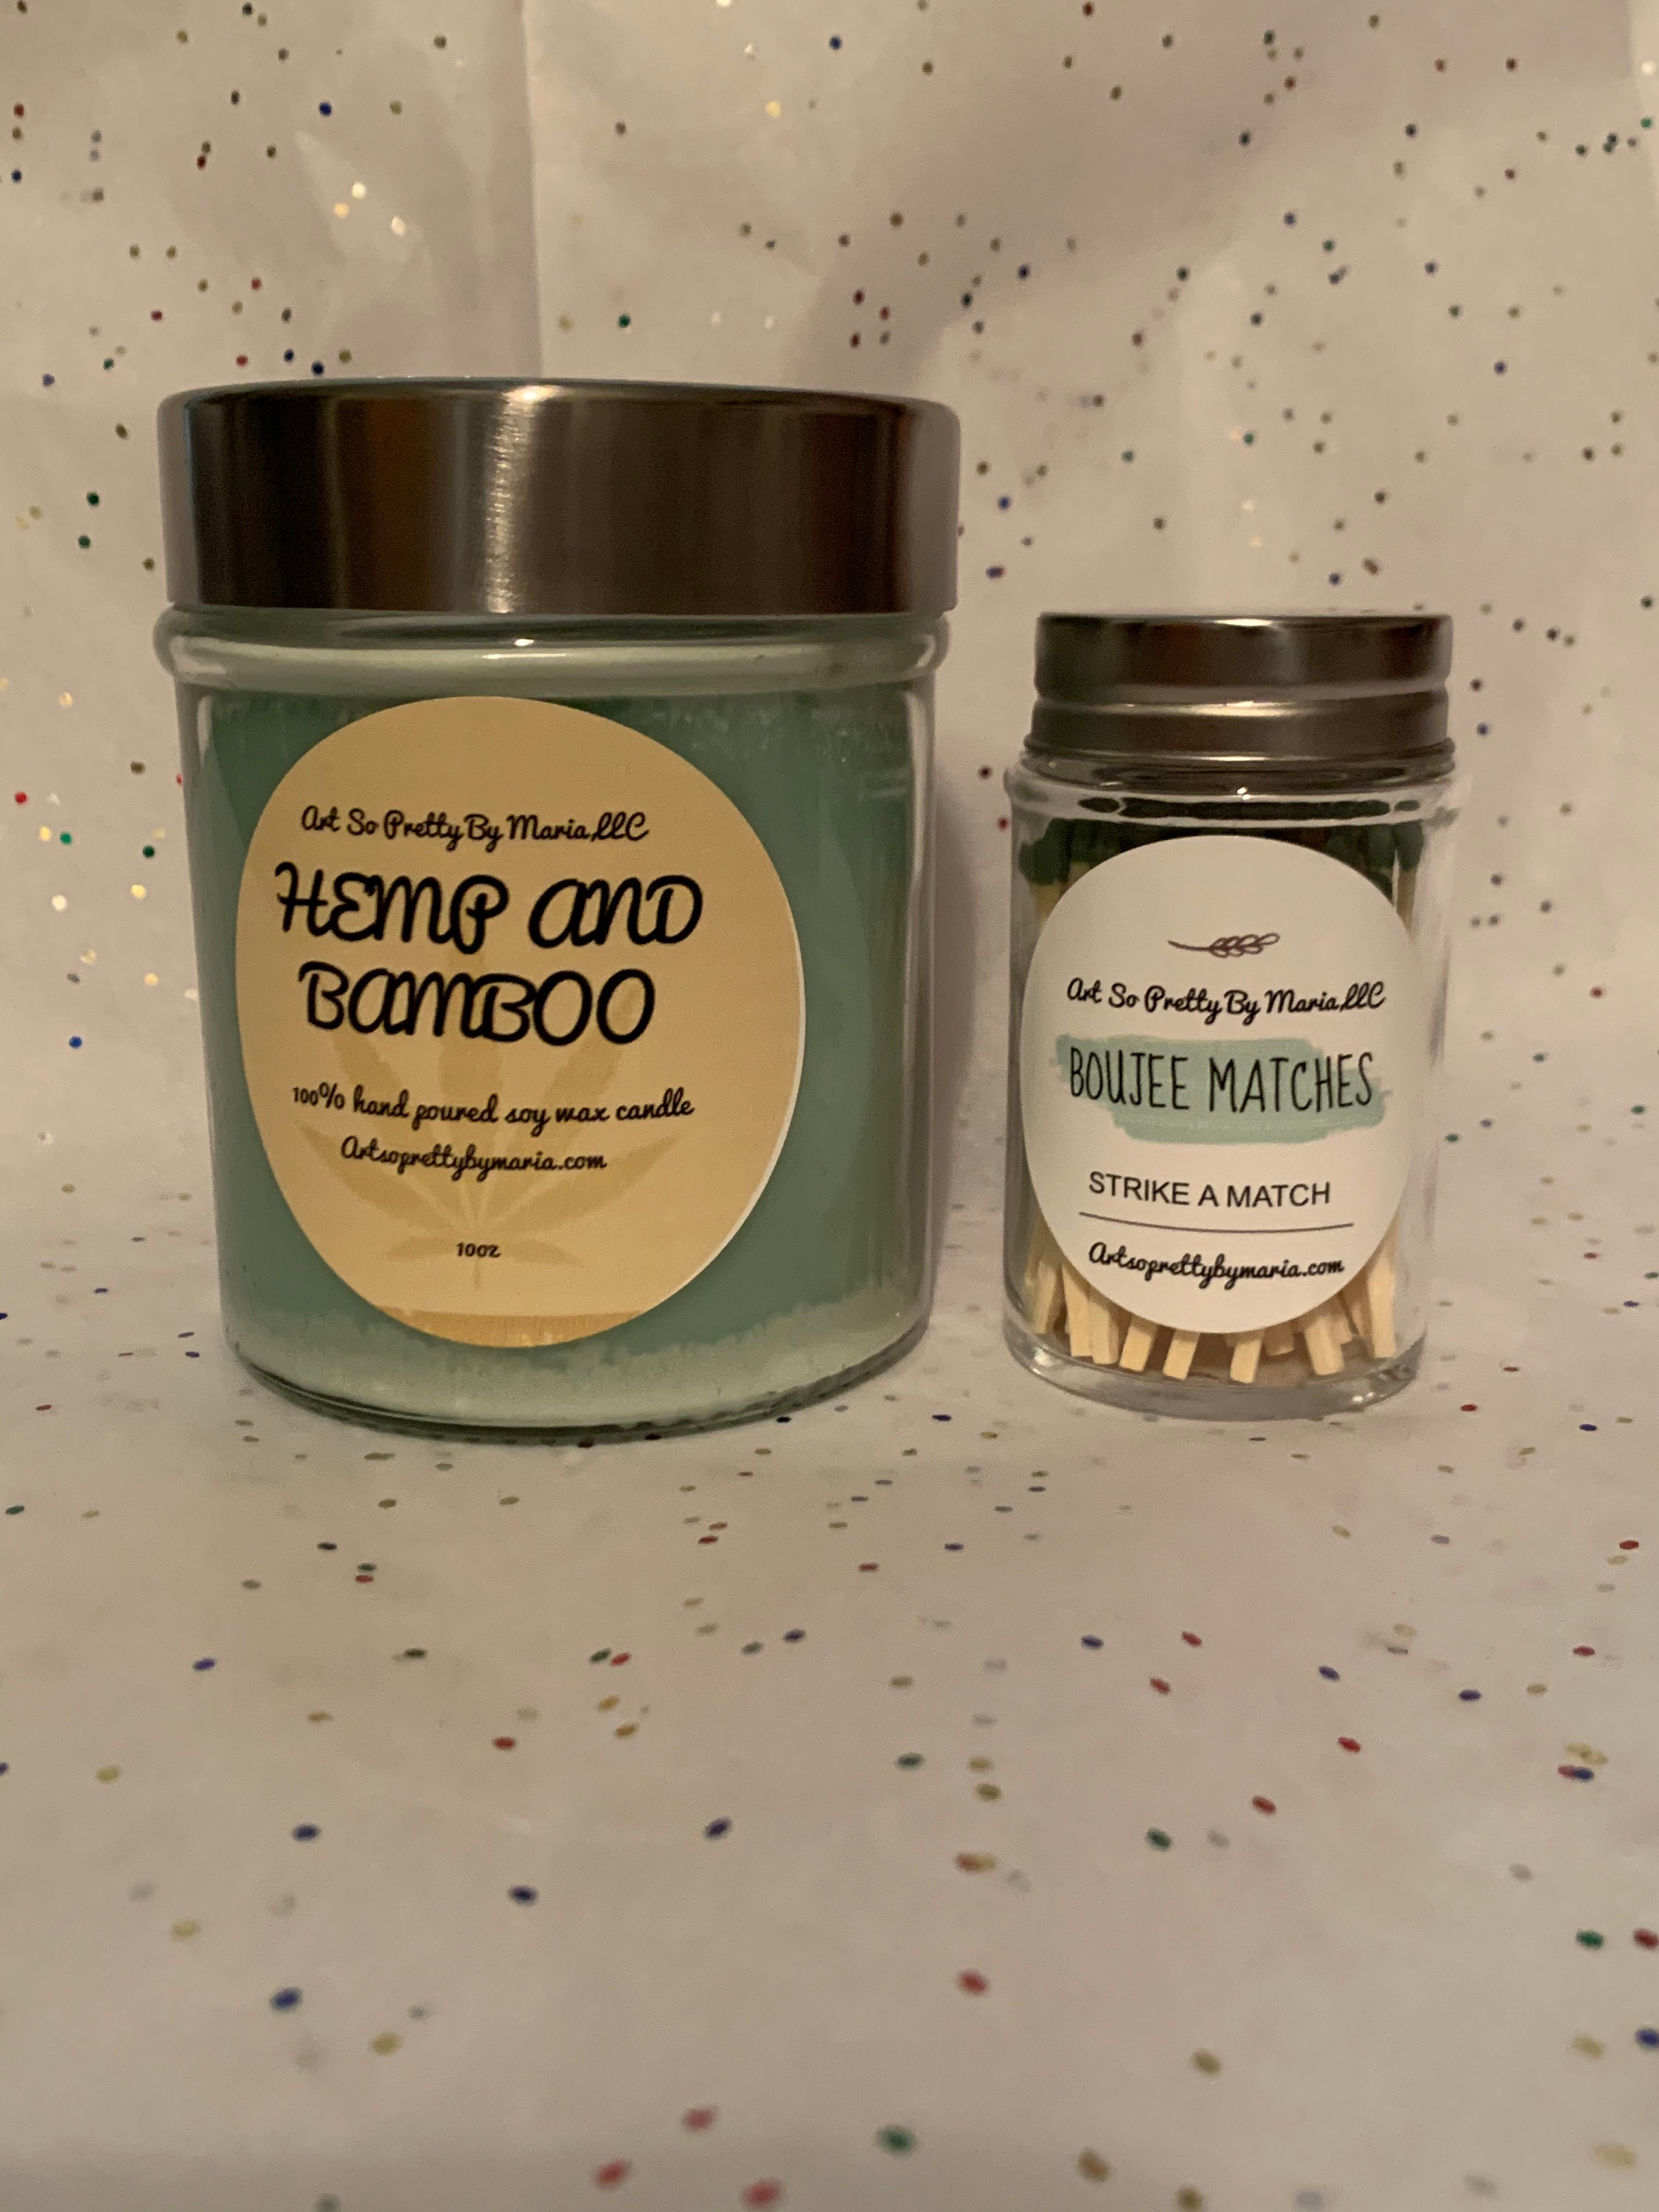 Art So Pretty By Maria,LLC
HEMP AND
BAMBOO
100% hand poured soy wax candle
Artsoprettybymaria.com
10oz
Art So Pretty By Maria,LLC
BOUJEE MATCHES
STRIKE A MATCH
Artsoprettybymaria.com